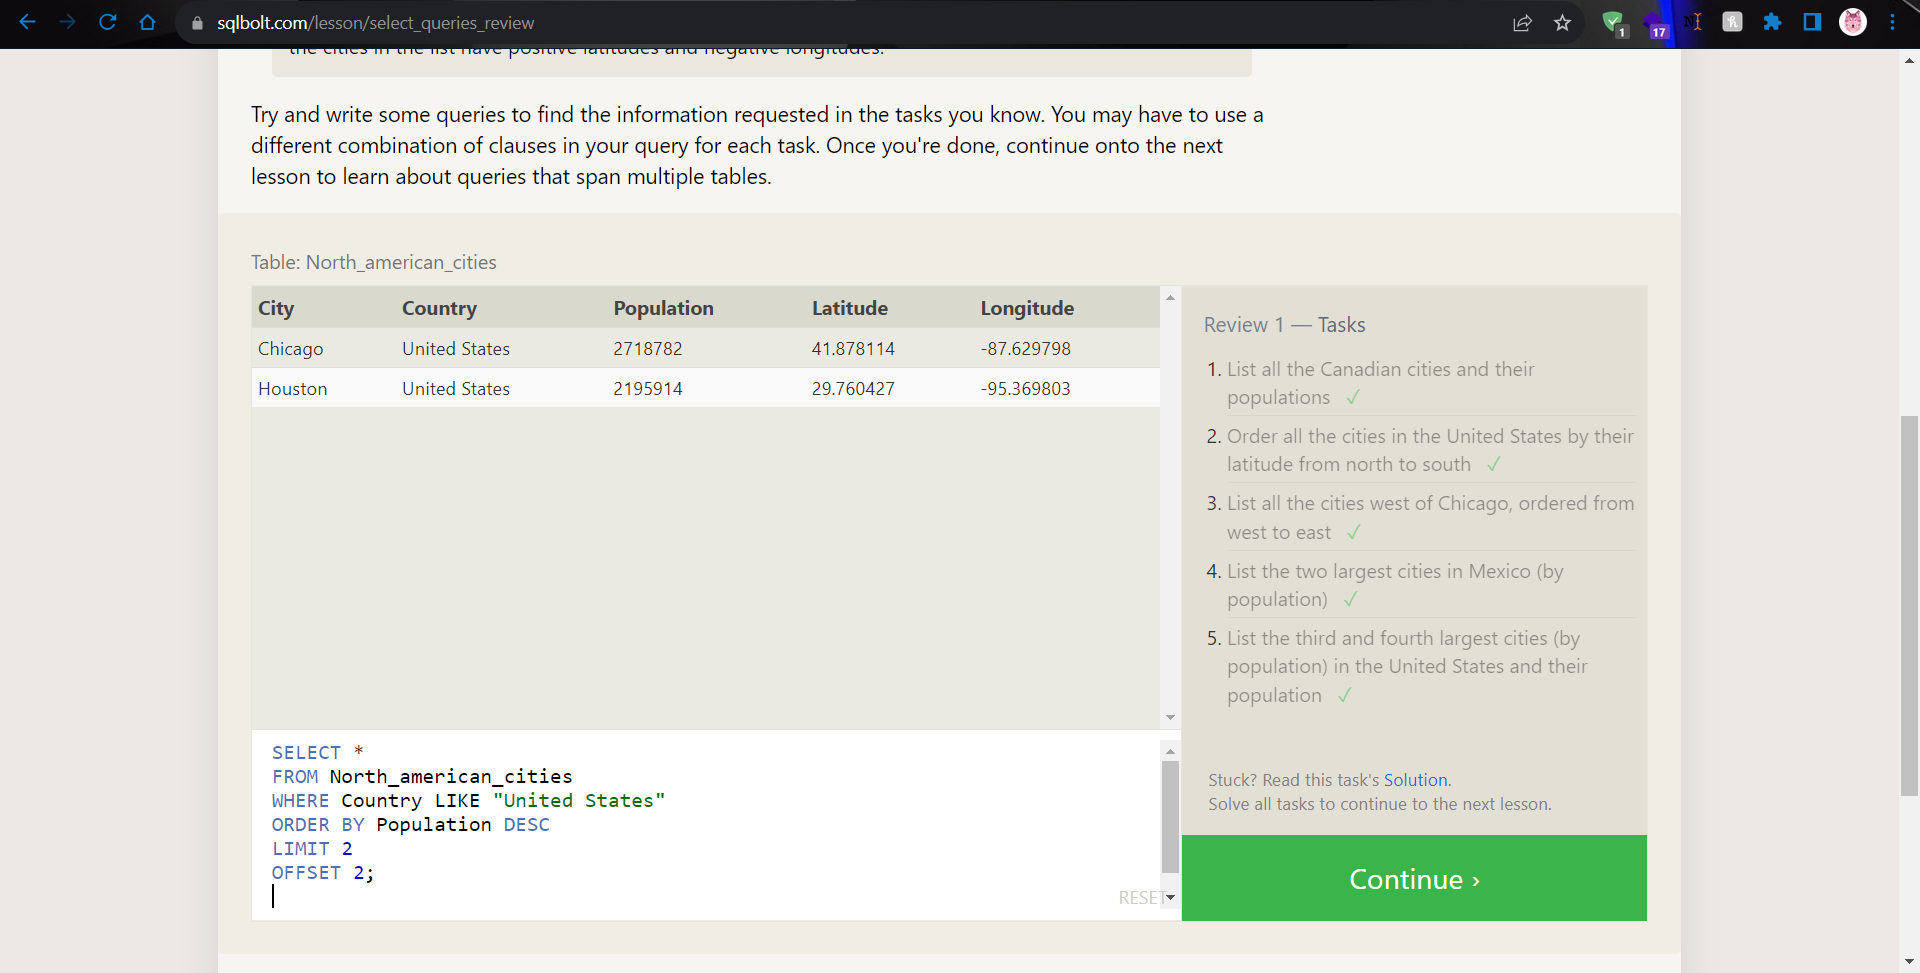 sqlbolt.com/lesson/select_queries_review
1
17
the cities in the list have positive latitudes and negative longitudes.
Try and write some queries to find the information requested in the tasks you know. You may have to use a
different combination of clauses in your query for each task. Once you're done, continue onto the next
lesson to learn about queries that span multiple tables.
Table: North_american_cities
City Country Population Latitude Longitude
Chicago United States 2718782 41.878114 -87.629798
Houston United States 2195914 29.760427 -95.369803
Review 1 — Tasks
1. List all the Canadian cities and their
populations ✓
2. Order all the cities in the United States by their
latitude from north to south ✓
3. List all the cities west of Chicago, ordered from
west to east ✓
4. List the two largest cities in Mexico (by
population) ✓
5. List the third and fourth largest cities (by
population) in the United States and their
population ✓
Stuck? Read this task's Solution.
Solve all tasks to continue to the next lesson.
Continue ›
SELECT *
FROM North_american_cities
WHERE Country LIKE "United States"
ORDER BY Population DESC
LIMIT 2
OFFSET 2;
RESET